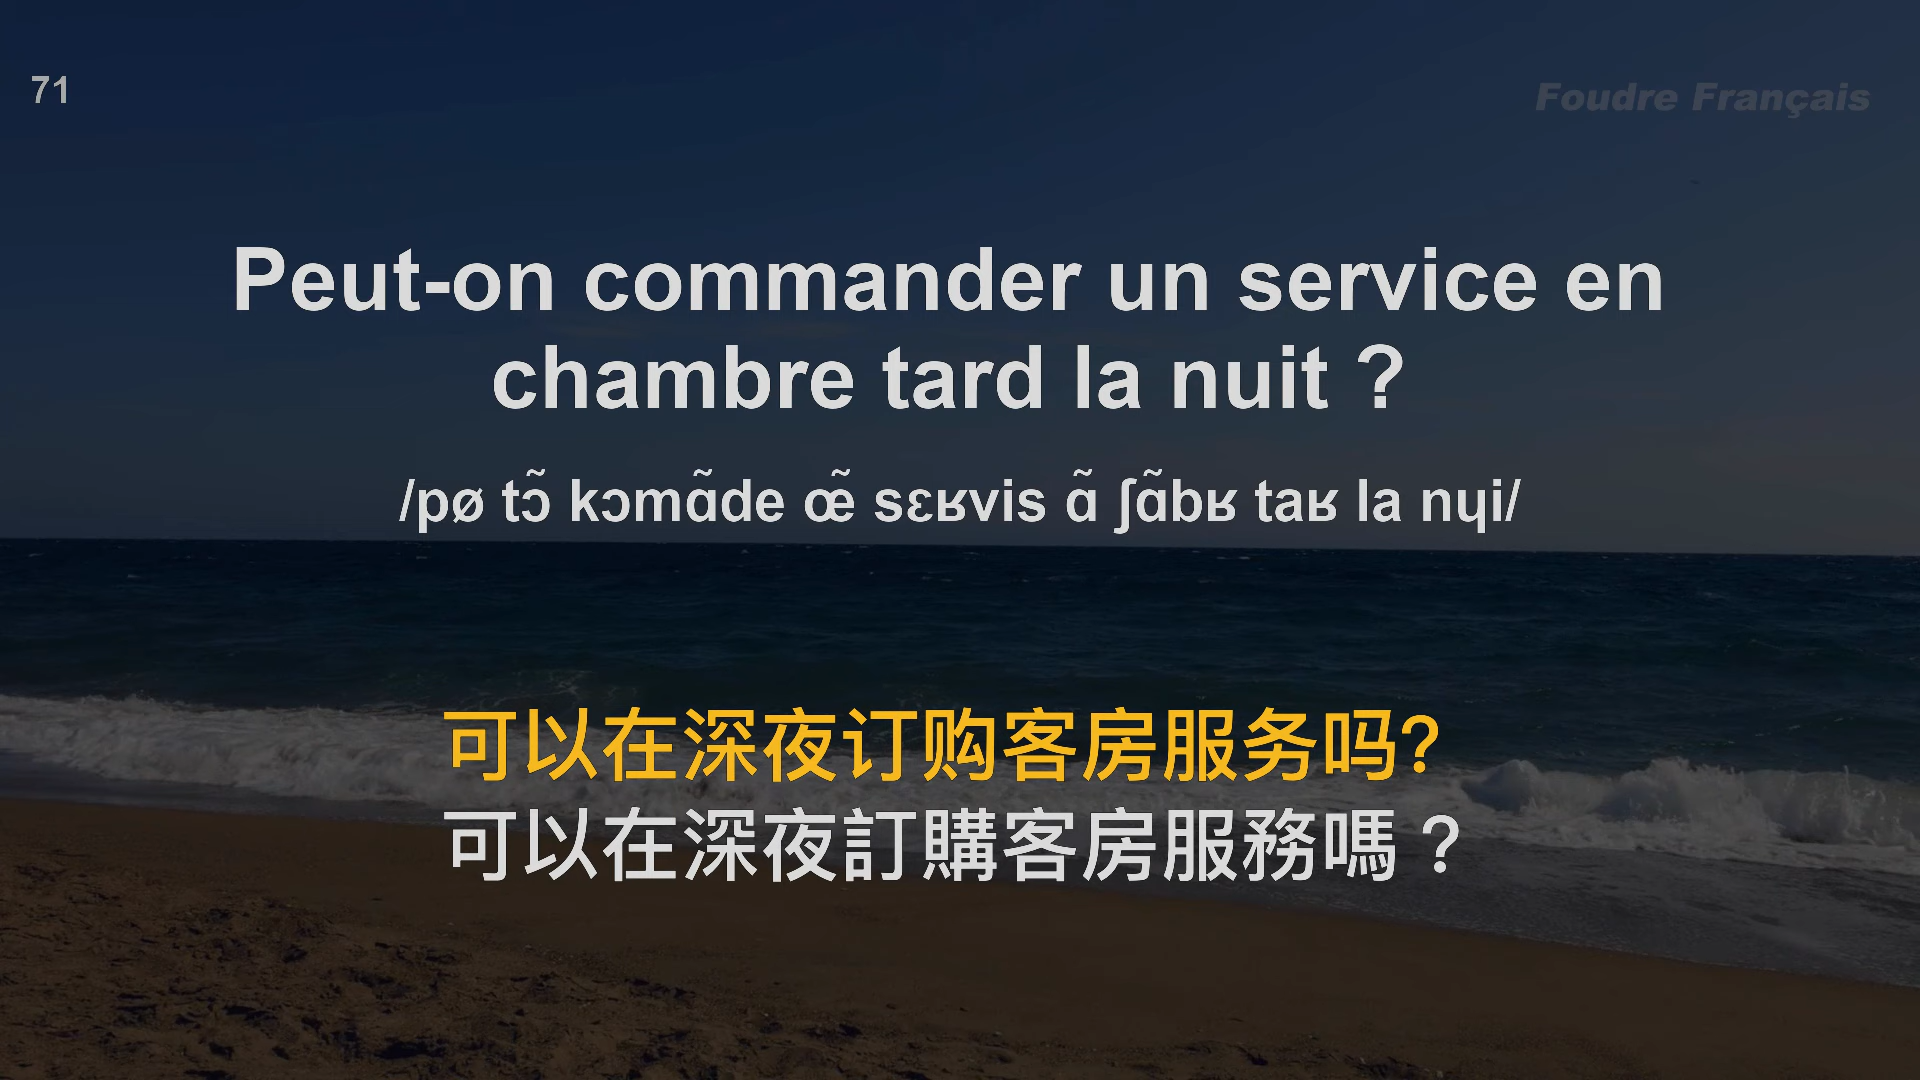 71
Foudre Français
Peut-on commander un service en
chambre tard la nuit ?
/pø tɔ̃ kɔmɑ̃de œ̃ sɛʁvis ɑ̃ ʃɑ̃bʁ taʁ la nɥi/
可以在深夜订购客房服务吗?
可以在深夜訂購客房服務嗎？